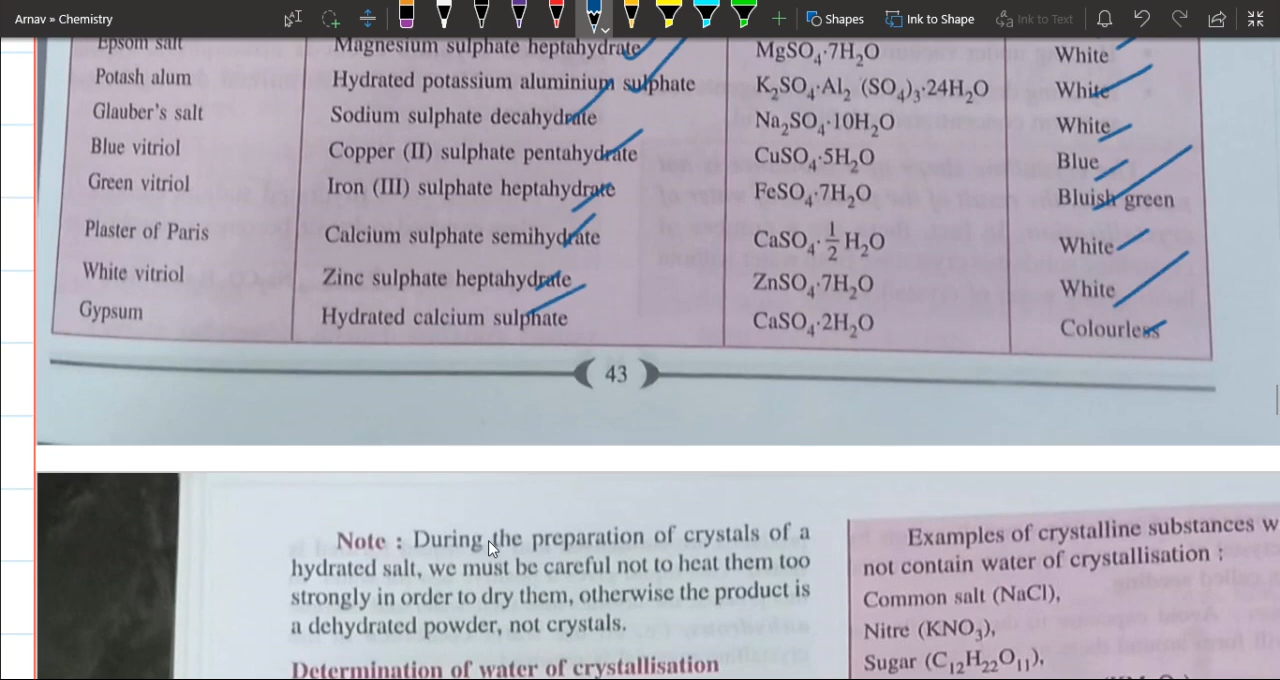 Arnav » Chemistry
Shapes
Ink to Shape
Ink to Text
Epsom salt Magnesium sulphate heptahydrate MgSO₄·7H₂O White
Potash alum Hydrated potassium aluminium sulphate K₂SO₄·Al₂ (SO₄)₃·24H₂O White
Glauber's salt Sodium sulphate decahydrate Na₂SO₄·10H₂O White
Blue vitriol Copper (II) sulphate pentahydrate CuSO₄·5H₂O Blue
Green vitriol Iron (III) sulphate heptahydrate FeSO₄·7H₂O Bluish green
Plaster of Paris Calcium sulphate semihydrate CaSO₄·½H₂O White
White vitriol Zinc sulphate heptahydrate ZnSO₄·7H₂O White
Gypsum Hydrated calcium sulphate CaSO₄·2H₂O Colourless
43
Note : During the preparation of crystals of a
hydrated salt, we must be careful not to heat them too
strongly in order to dry them, otherwise the product is
a dehydrated powder, not crystals.
Determination of water of crystallisation
Examples of crystalline substances w
not contain water of crystallisation :
Common salt (NaCl),
Nitre (KNO₃),
Sugar (C₁₂H₂₂O₁₁),